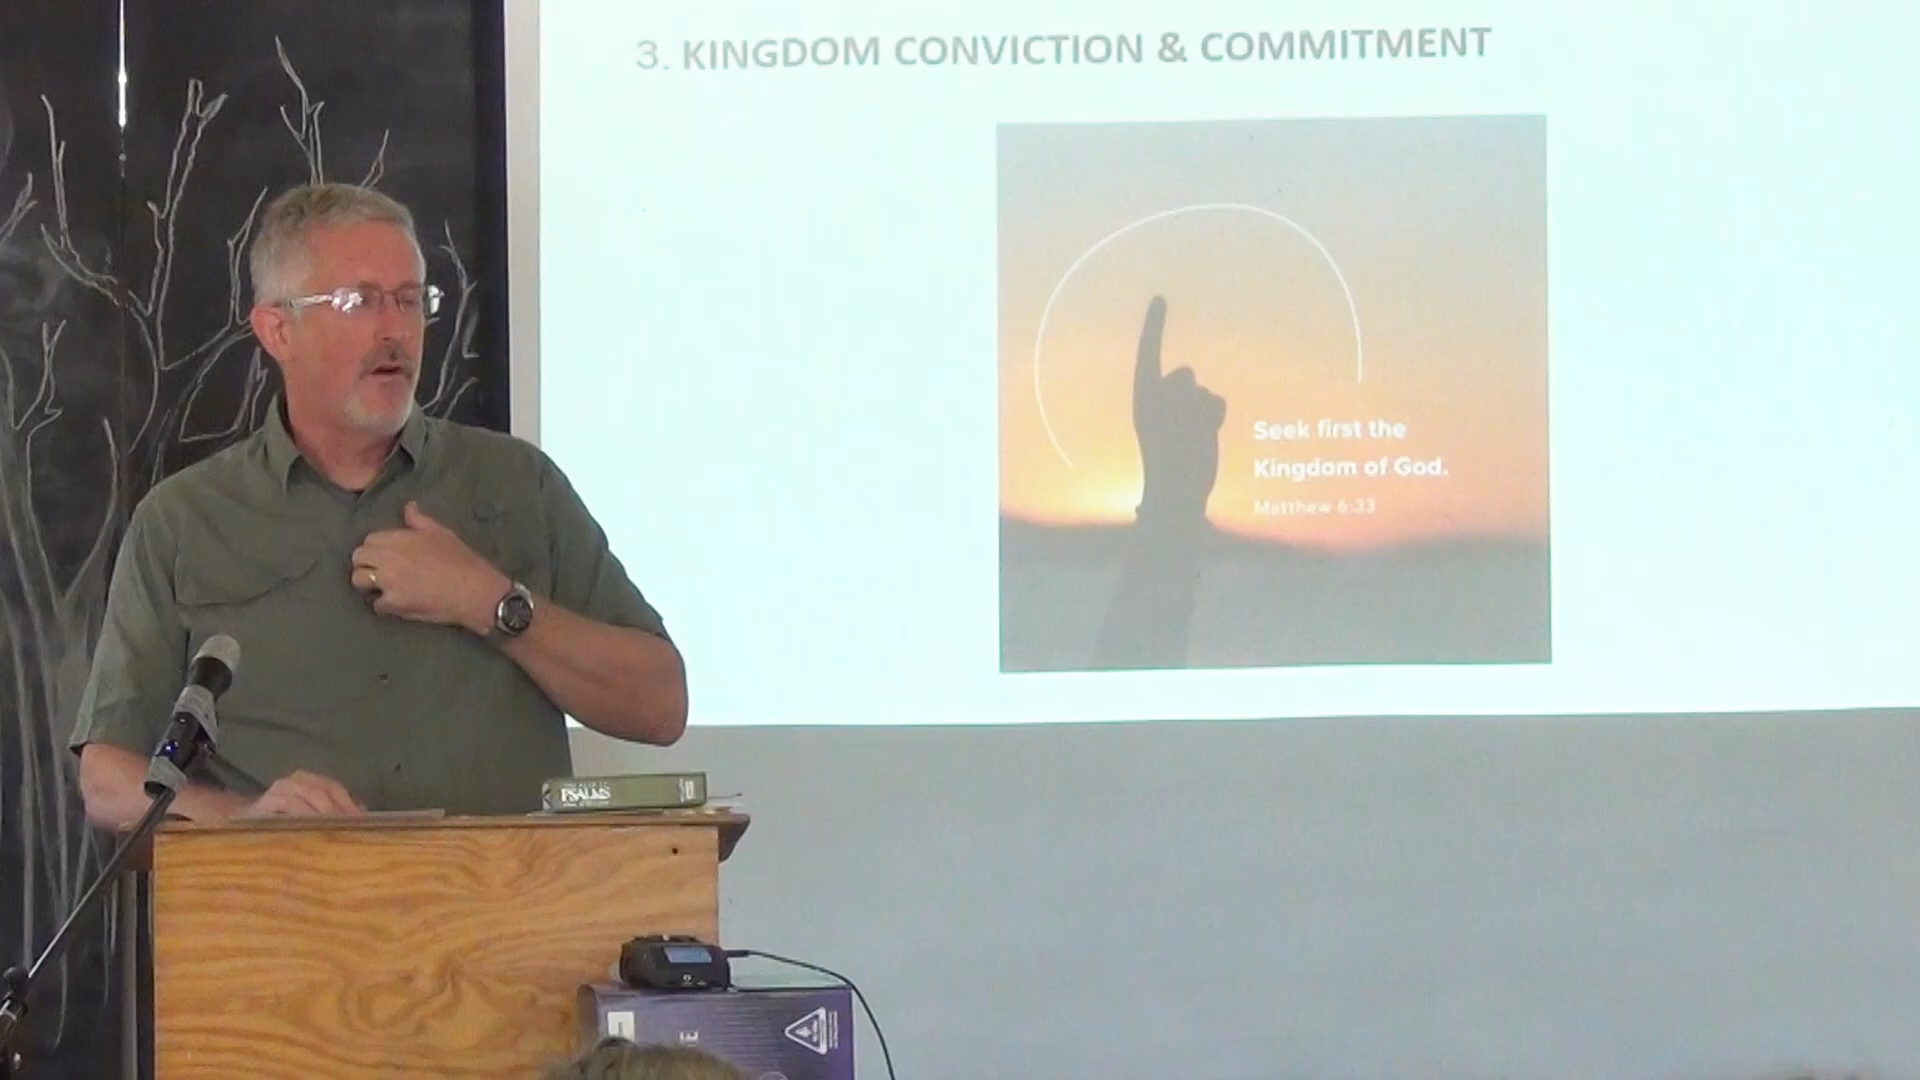 3. KINGDOM CONVICTION & COMMITMENT
Seek first the
Kingdom of God.
Matthew 6:33
PSALMS